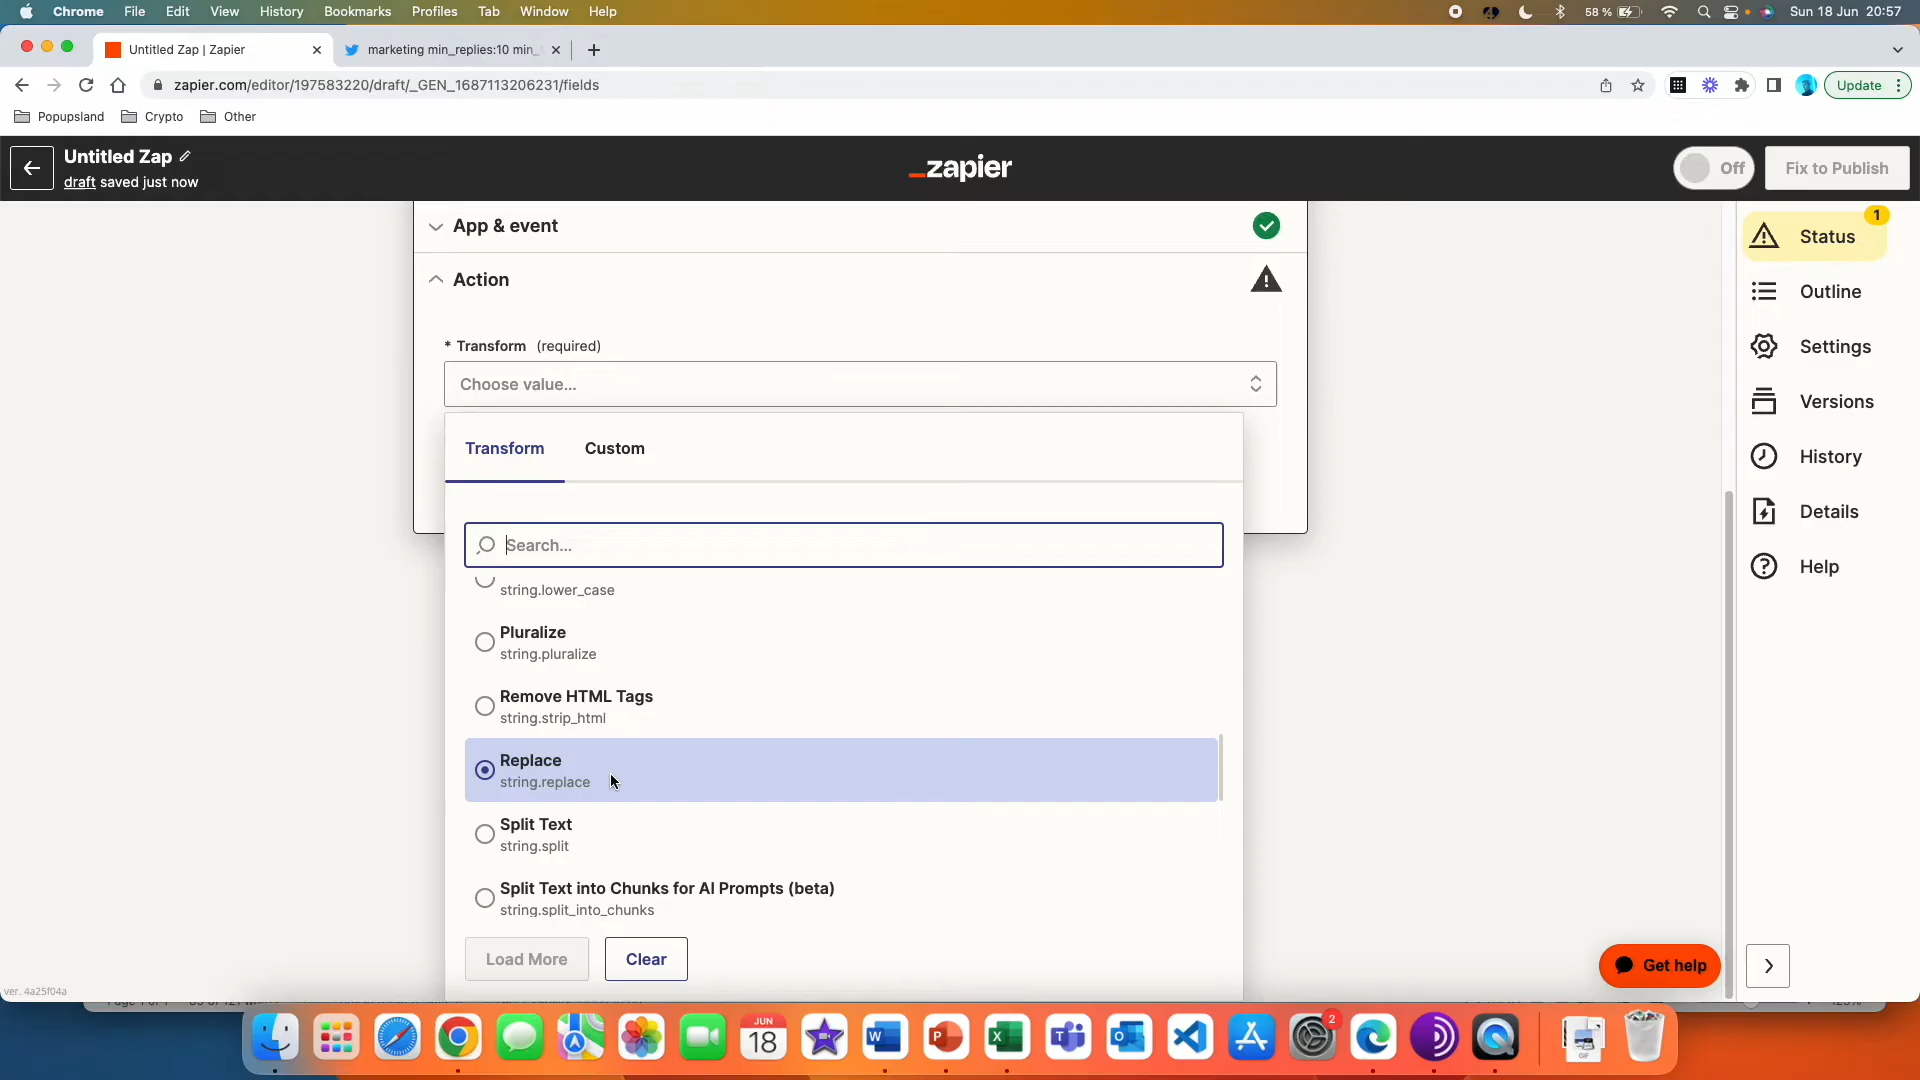 Chrome File Edit View History Bookmarks Profiles Tab Window Help 58 % Sun 18 Jun 20:57
Untitled Zap | Zapier marketing min_replies:10 min_
zapier.com/editor/197583220/draft/_GEN_1687113206231/fields Update
Popupsland Crypto Other
Untitled Zap
draft saved just now
_zapier
Off
Fix to Publish
App & event
Action
* Transform (required)
Choose value...
Transform Custom
Search...
string.lower_case
Pluralize
string.pluralize
Remove HTML Tags
string.strip_html
Replace
string.replace
Split Text
string.split
Split Text into Chunks for AI Prompts (beta)
string.split_into_chunks
Load More Clear
1
Status
Outline
Settings
Versions
History
Details
Help
Get help
ver. 4a25f04a
JUN
18
2
GIF